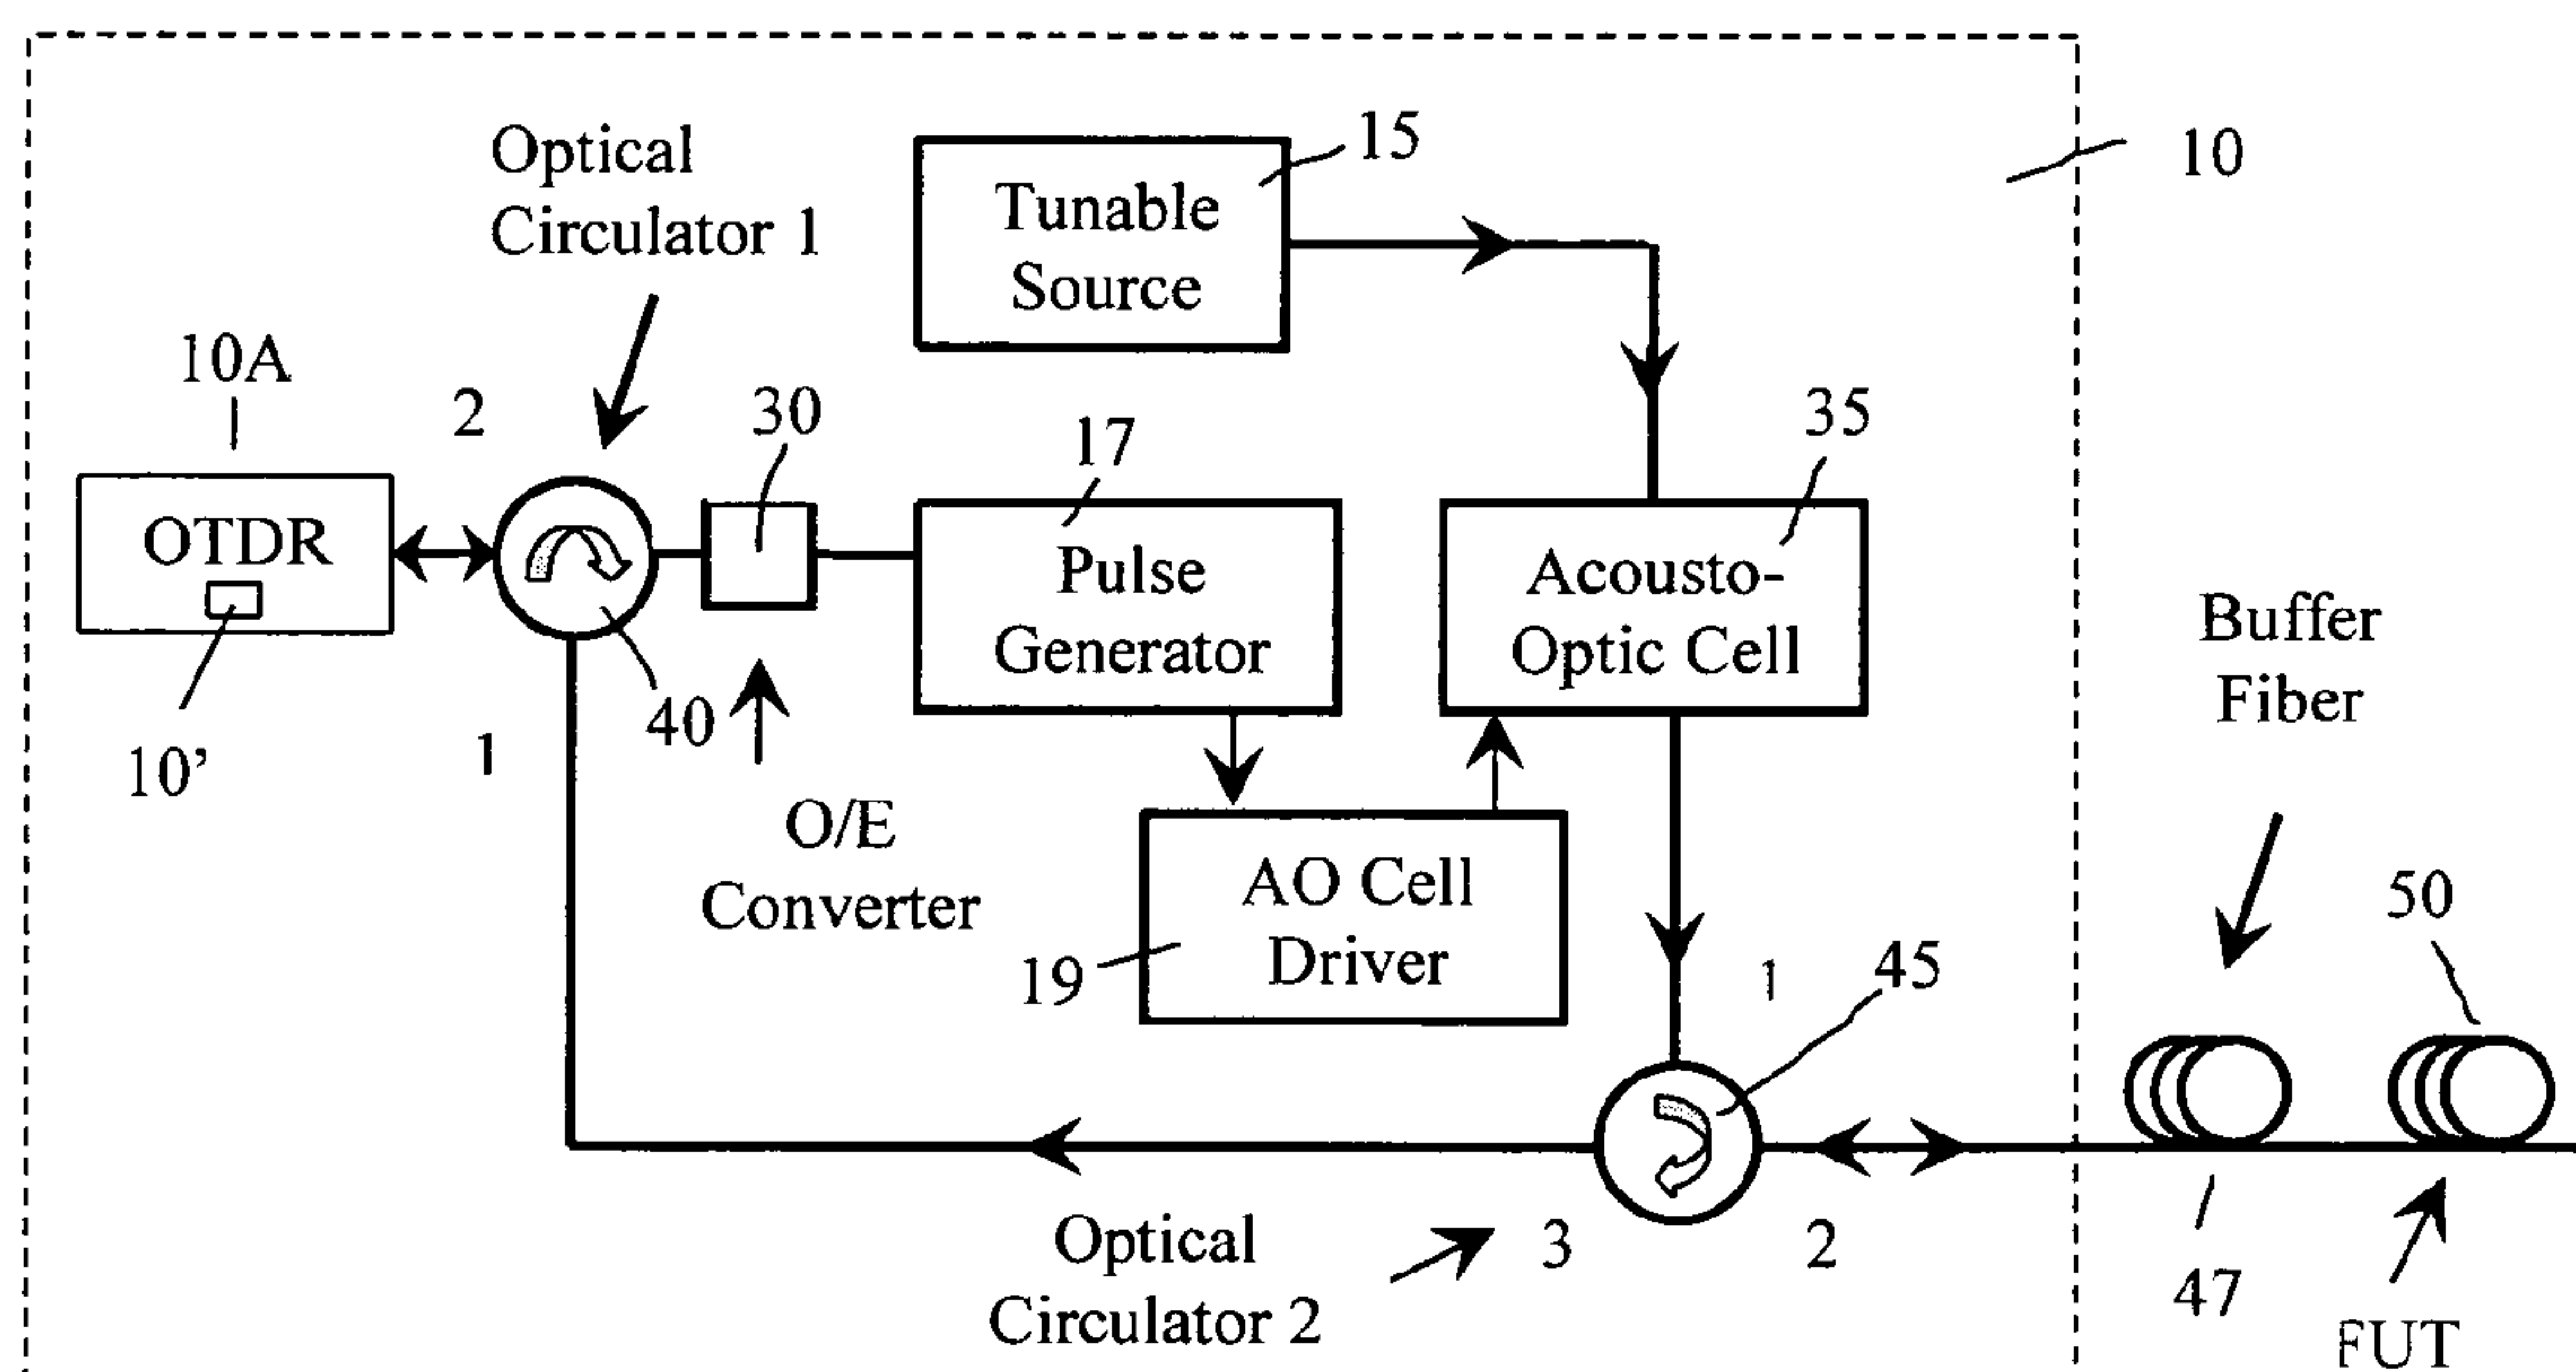 Optical
Circulator 1
Tunable
Source
15
10
10A
2
30
17
35
OTDR
Pulse
Generator
Acousto-
Optic Cell
Buffer
Fiber
10’
1
40
O/E
Converter
AO Cell
Driver
19
1
45
50
Optical
Circulator 2
3
2
47
FUT